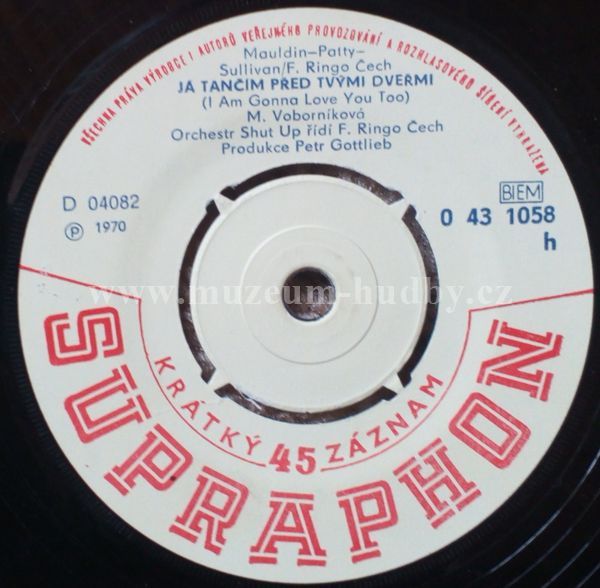 VŠECHNA PRÁVA VÝROBCE I AUTORŮ VEŘEJNÉHO PROVOZOVÁNÍ A ROZHLASOVÉHO ŠÍŘENÍ VYHRAŽENA
Mauldin-Patty-
Sullivan/F. Ringo Čech
JÁ TANČÍM PŘED TVÝMI DVEŘMI
(I Am Gonna Love You Too)
M. Voborníková
Orchestr Shut Up řídí F. Ringo Čech
Produkce Petr Gottlieb
D 04082
Ⓟ 1970
BIEM
0 43 1058
h
www.muzeum-hudby.cz
KRÁTKÝ 45 ZÁZNAM
SUPRAPHON